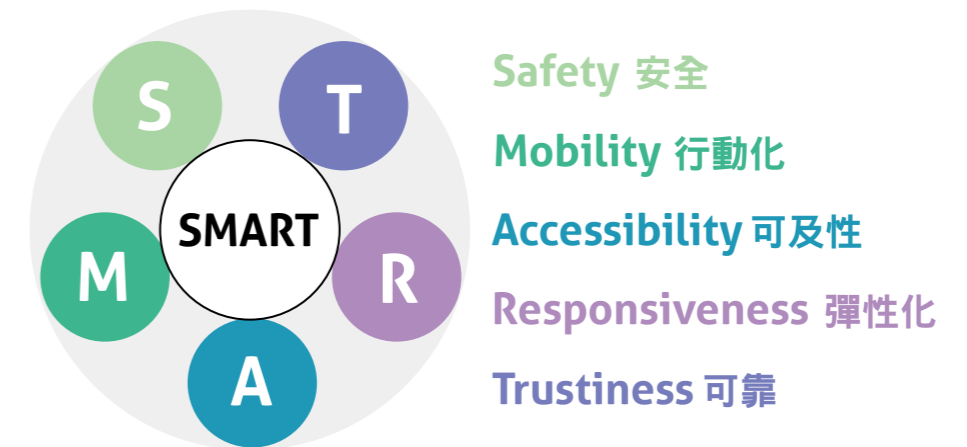 S
T
SMART
M
R
A
Safety 安全
Mobility 行動化
Accessibility 可及性
Responsiveness 彈性化
Trustiness 可靠